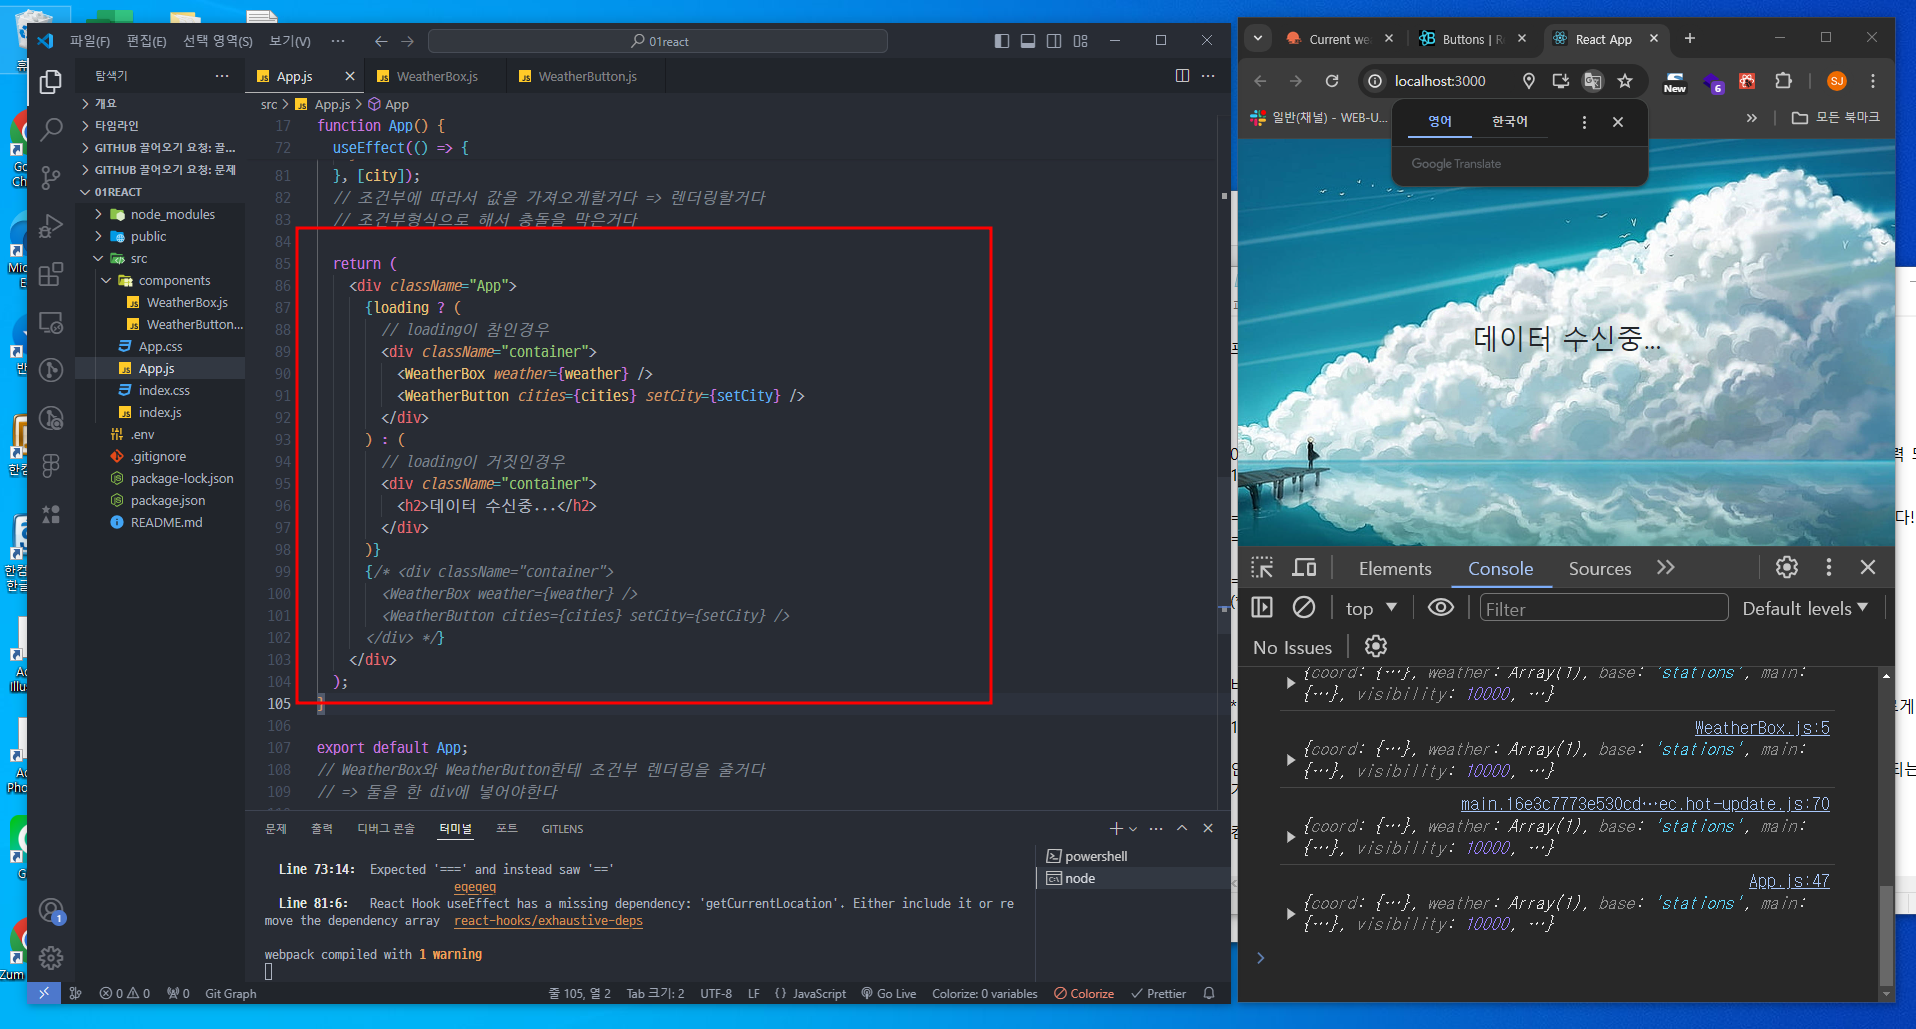 파일(F) 편집(E) 선택 영역(S) 보기(V) ··· 01react
탐색기 ···
개요
타임라인
GITHUB 끌어오기 요청: 끌...
GITHUB 끌어오기 요청: 문제
01REACT
node_modules
public
src
components
WeatherBox.js
WeatherButton...
App.css
App.js
index.css
index.js
.env
.gitignore
package-lock.json
package.json
README.md
App.js WeatherBox.js WeatherButton.js
src > App.js > App
17 function App() {
72 useEffect(() => {
81 }, [city]);
82 // 조건부에 따라서 값을 가져오게할거다 => 렌더링할거다
83 // 조건부형식으로 해서 충돌을 막은거다
84
85 return (
86 <div className="App">
87 {loading ? (
88 // loading이 참인경우
89 <div className="container">
90 <WeatherBox weather={weather} />
91 <WeatherButton cities={cities} setCity={setCity} />
92 </div>
93 ) : (
94 // loading이 거짓인경우
95 <div className="container">
96 <h2>데이터 수신중...</h2>
97 </div>
98 )}
99 {/* <div className="container">
100 <WeatherBox weather={weather} />
101 <WeatherButton cities={cities} setCity={setCity} />
102 </div> */}
103 </div>
104 );
105 }
106
107 export default App;
108 // WeatherBox와 WeatherButton한테 조건부 렌더링을 줄거다
109 // => 둘을 한 div에 넣어야한다
문제 출력 디버그 콘솔 터미널 포트 GITLENS
Line 73:14: Expected '===' and instead saw '=='
eqeqeq
Line 81:6: React Hook useEffect has a missing dependency: 'getCurrentLocation'. Either include it or re
move the dependency array react-hooks/exhaustive-deps
webpack compiled with 1 warning
powershell
node
1
0 0 0 Git Graph 줄 105, 열 2 Tab 크기: 2 UTF-8 LF {} JavaScript Go Live Colorize: 0 variables Colorize Prettier
Current we Buttons | R React App
localhost:3000 New 6 SJ
일반(채널) - WEB-U... 모든 북마크
영어 한국어
Google Translate
데이터 수신중...
Elements Console Sources
top Filter Default levels
No Issues
{coord: {…}, weather: Array(1), base: 'stations', main:
{…}, visibility: 10000, …}
WeatherBox.js:5
{coord: {…}, weather: Array(1), base: 'stations', main:
{…}, visibility: 10000, …}
main.16e3c7773e530cd…ec.hot-update.js:70
{coord: {…}, weather: Array(1), base: 'stations', main:
{…}, visibility: 10000, …}
App.js:47
{coord: {…}, weather: Array(1), base: 'stations', main:
{…}, visibility: 10000, …}